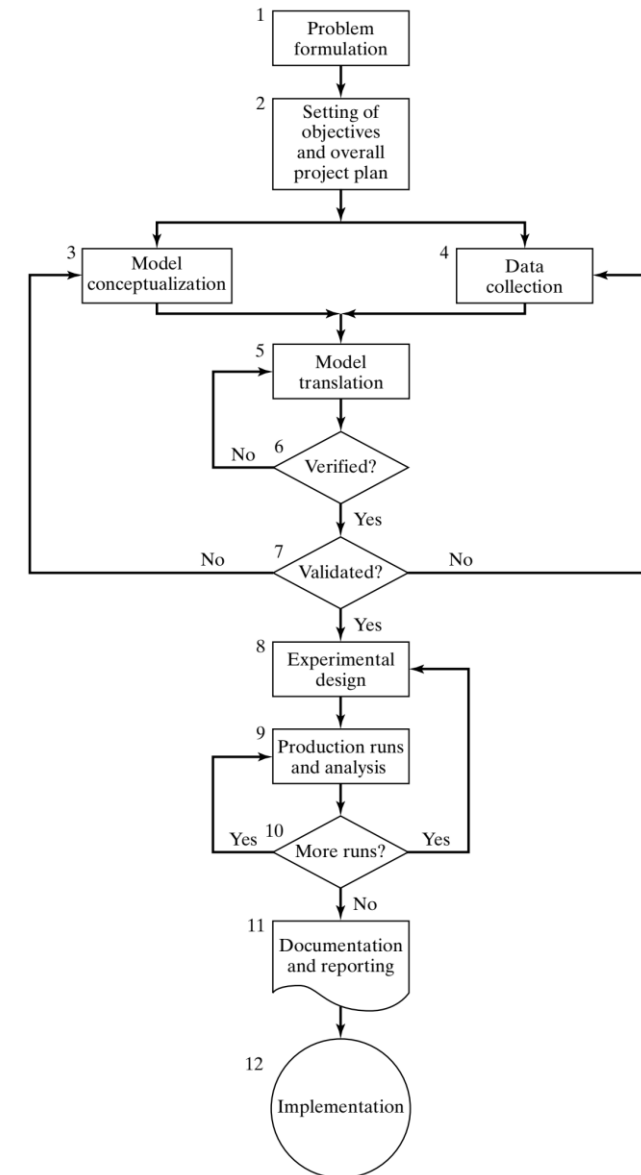 1
Problem
formulation
2
Setting of
objectives
and overall
project plan
3
Model
conceptualization
4
Data
collection
5
Model
translation
6
No
Verified?
Yes
No
7
Validated?
No
Yes
8
Experimental
design
9
Production runs
and analysis
Yes
10
More runs?
Yes
No
11
Documentation
and reporting
12
Implementation